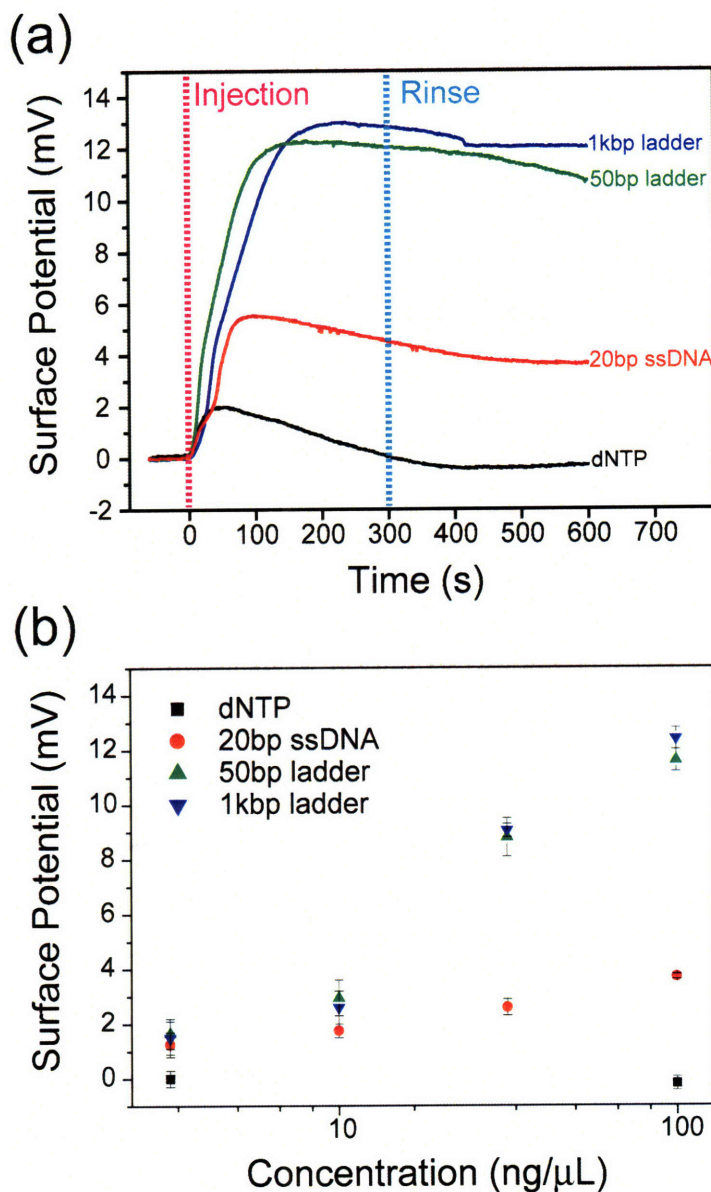 (a)
Injection
Rinse
14
12
10
8
6
4
2
0
-2
Surface Potential (mV)
1kbp ladder
50bp ladder
20bp ssDNA
dNTP
0 100 200 300 400 500 600 700
Time (s)
(b)
14
12
10
8
6
4
2
0
Surface Potential (mV)
dNTP
20bp ssDNA
50bp ladder
1kbp ladder
10 100
Concentration (ng/μL)